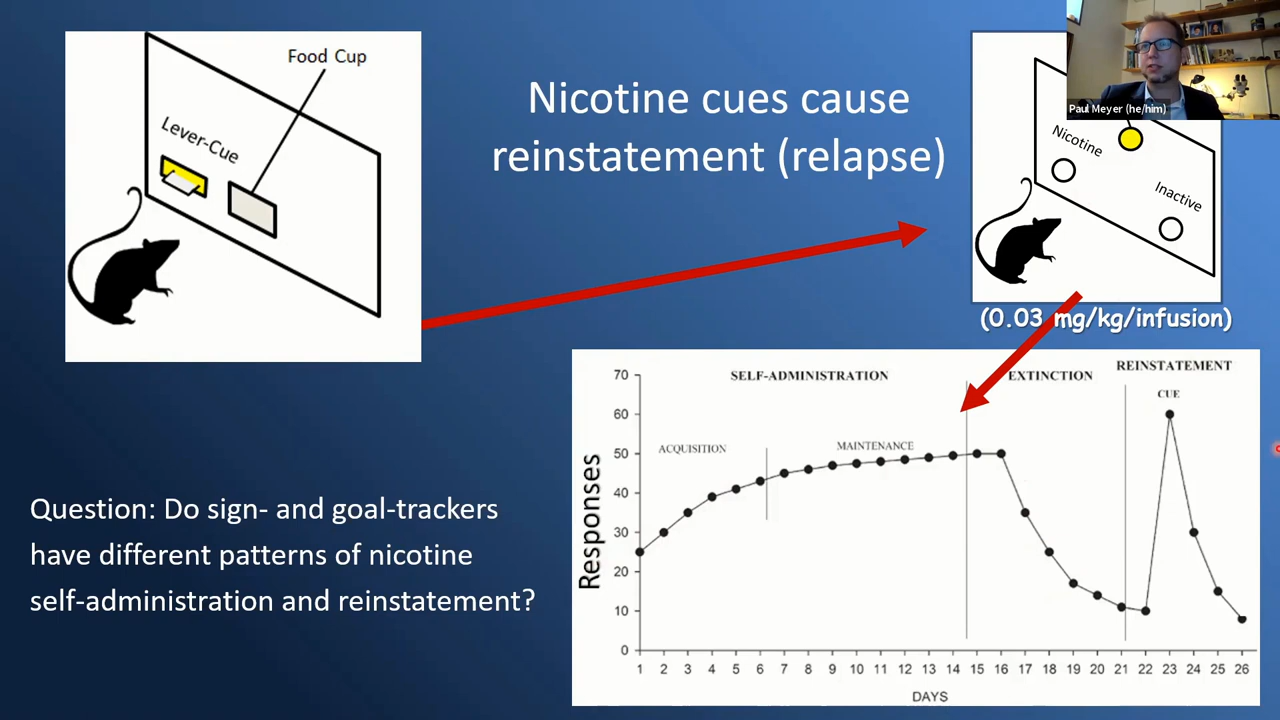 Food Cup
Lever-Cue
Nicotine cues cause
reinstatement (relapse)
Paul Meyer (he/him)
Nicotine
Inactive
(0.03 mg/kg/infusion)
Question: Do sign- and goal-trackers
have different patterns of nicotine
self-administration and reinstatement?
SELF-ADMINISTRATION
EXTINCTION
REINSTATEMENT
CUE
ACQUISITION
MAINTENANCE
Responses
70
60
50
40
30
20
10
0
1 2 3 4 5 6 7 8 9 10 11 12 13 14 15 16 17 18 19 20 21 22 23 24 25 26
DAYS